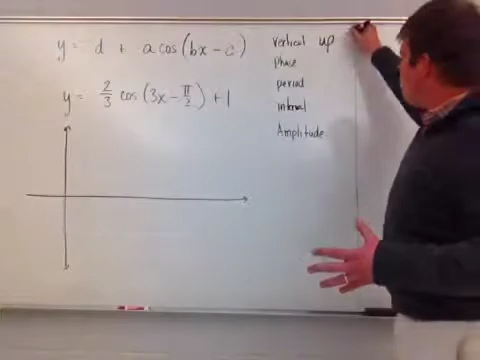 y = d + a cos(bx - c)
y = 2/3 cos(3x - π/2) + 1
vertical up
phase
period
interval
Amplitude